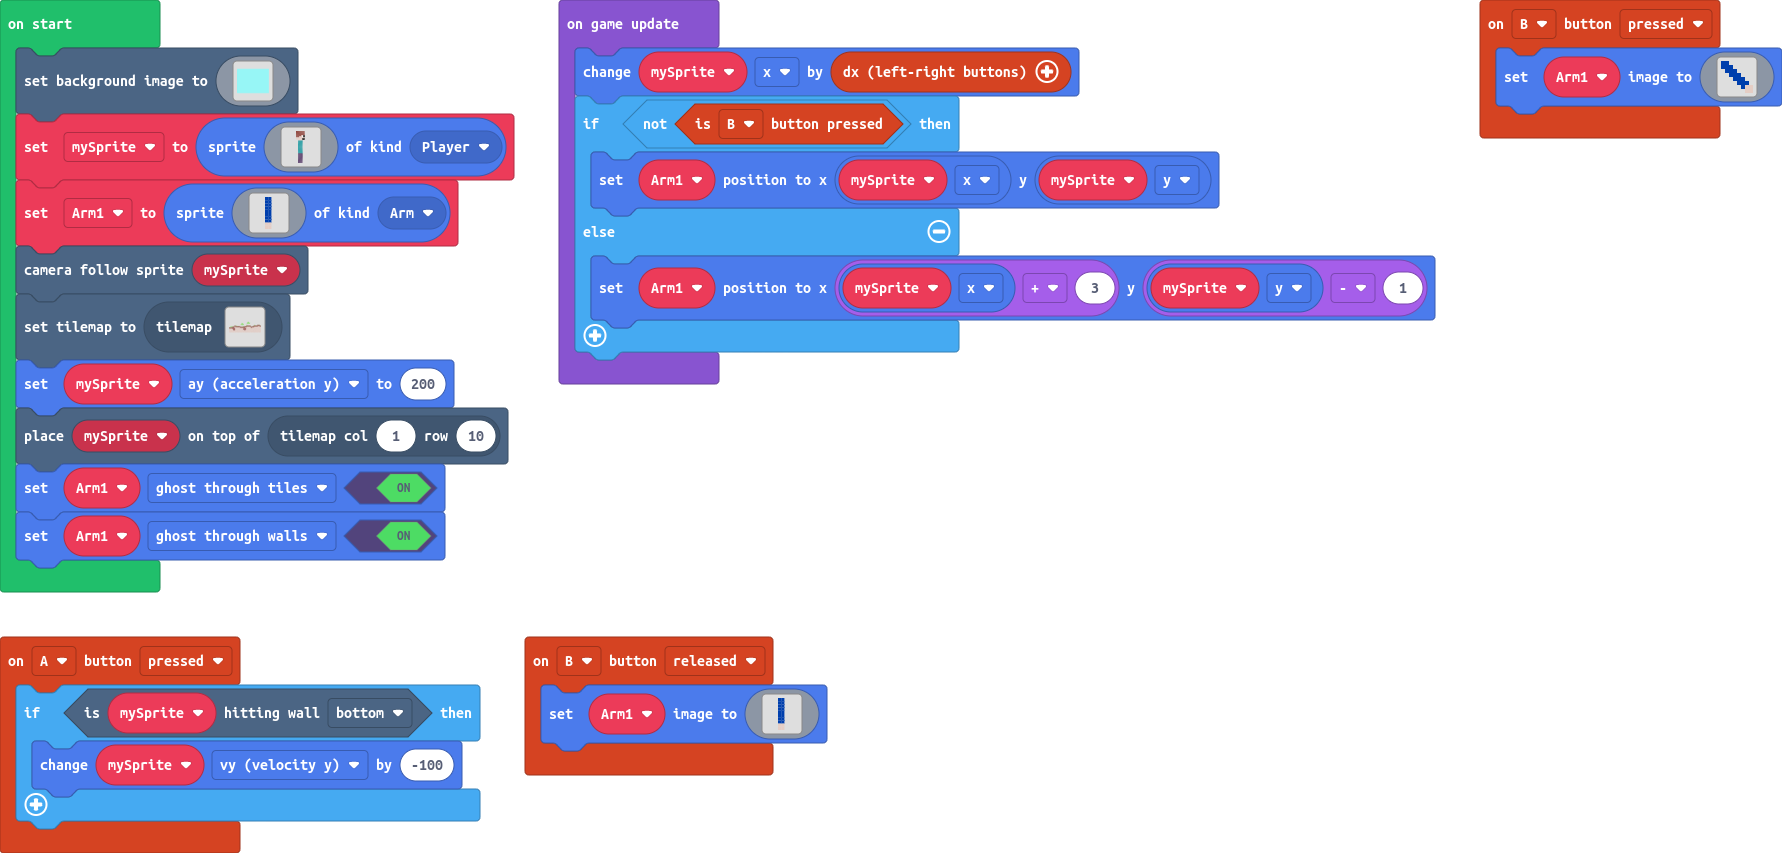 on start
set background image to
set mySprite to sprite of kind Player
set Arm1 to sprite of kind Arm
camera follow sprite mySprite
set tilemap to tilemap
set mySprite ay (acceleration y) to 200
place mySprite on top of tilemap col 1 row 10
set Arm1 ghost through tiles ON
set Arm1 ghost through walls ON
on game update
change mySprite x by dx (left-right buttons)
if not is B button pressed then
set Arm1 position to x mySprite x y mySprite y
else
set Arm1 position to x mySprite x + 3 y mySprite y - 1
on B button pressed
set Arm1 image to
on A button pressed
if is mySprite hitting wall bottom then
change mySprite vy (velocity y) by -100
on B button released
set Arm1 image to